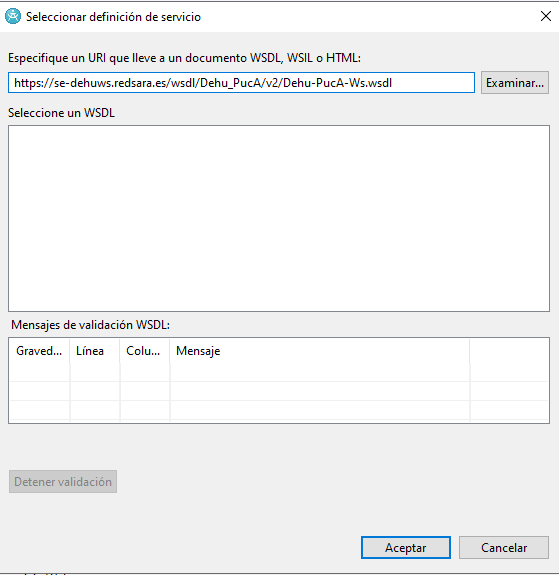 Seleccionar definición de servicio
Especifique un URI que lleve a un documento WSDL, WSIL o HTML:
https://se-dehuws.redsara.es/wsdl/Dehu_PucA/v2/Dehu-PucA-Ws.wsdl
Examinar...
Seleccione un WSDL
Mensajes de validación WSDL:
Graved... Línea Colu... Mensaje
Detener validación
Aceptar Cancelar